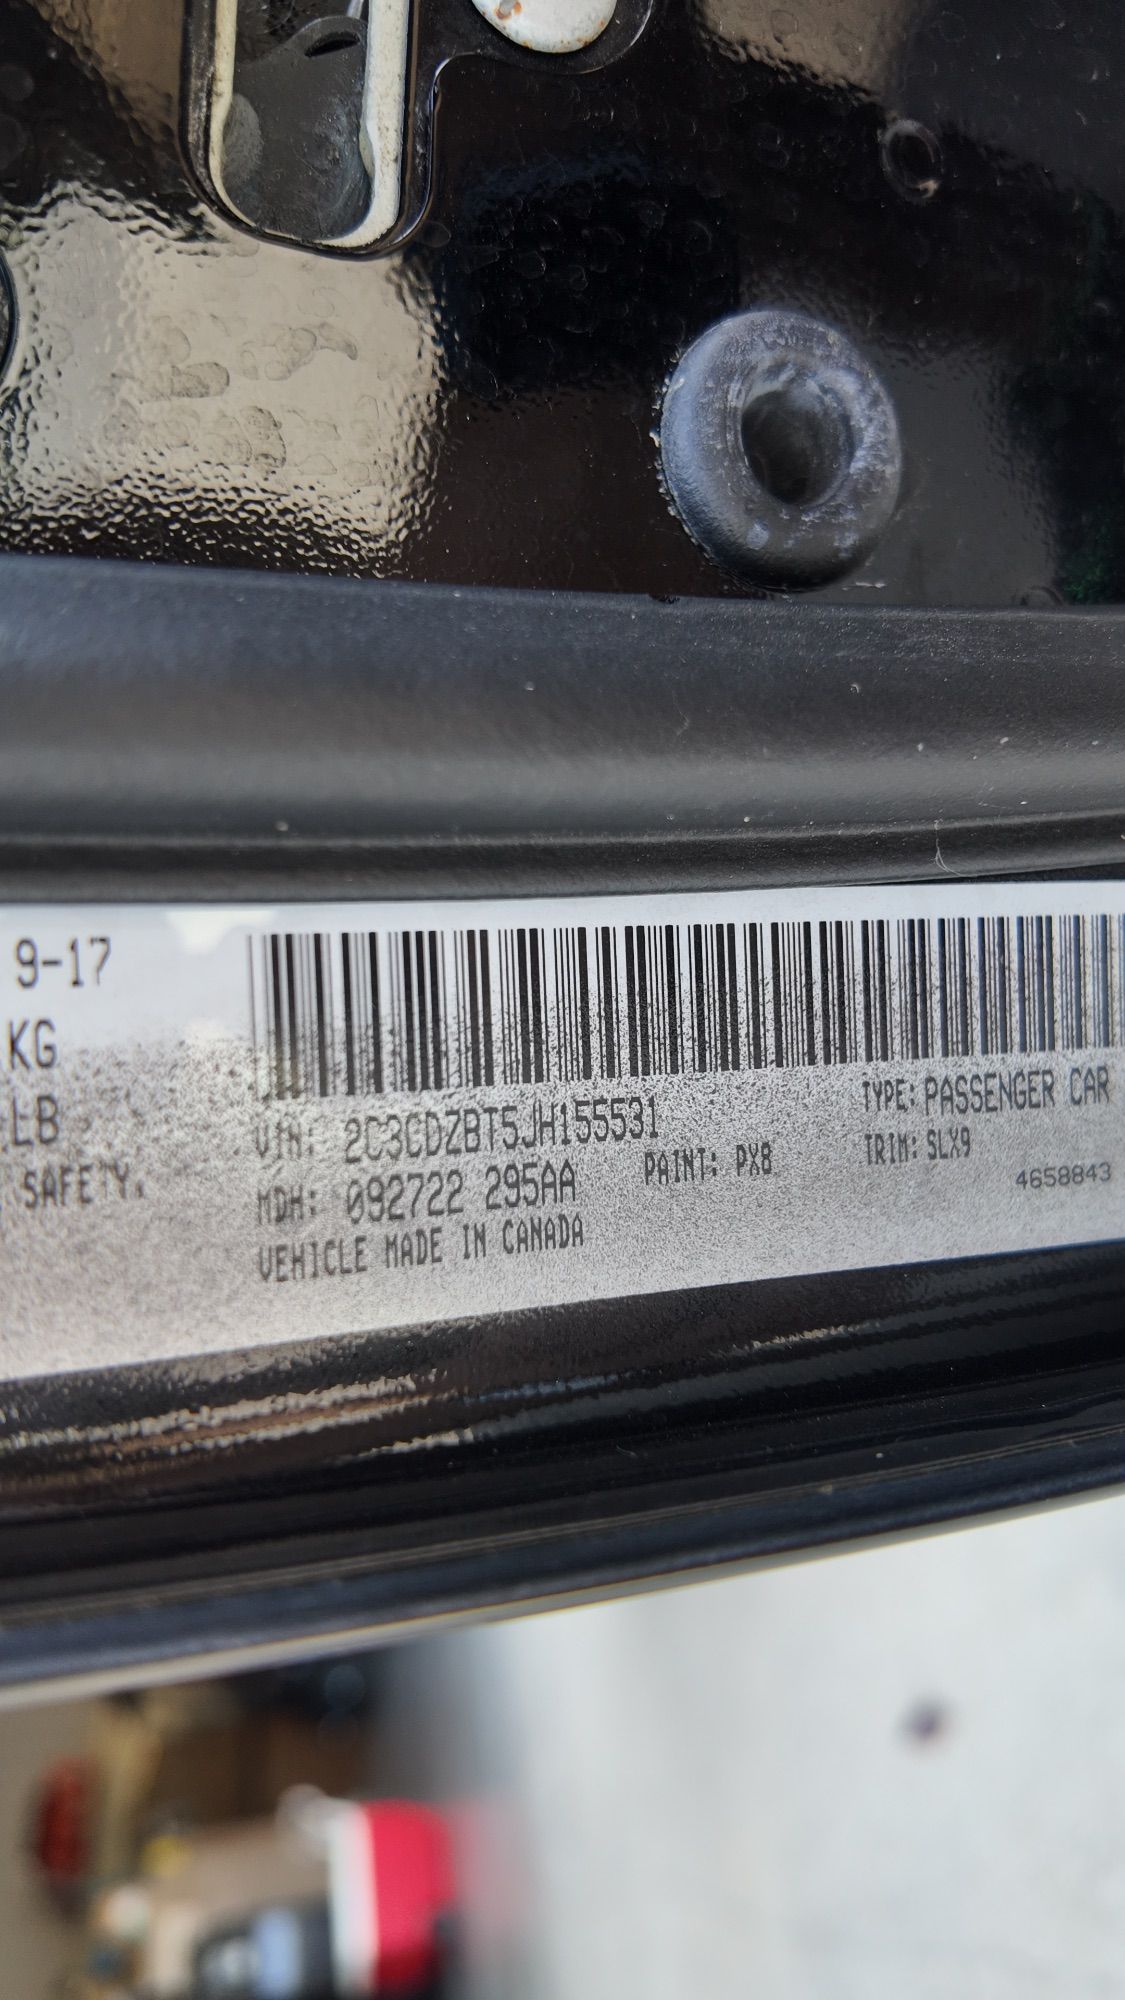 9-17
KG
LB
SAFETY.
VIN: 2C3CDZBT5JH155531
TYPE: PASSENGER CAR
MDH: 092722 295AA
PAINT: PX8
TRIM: SLX9
VEHICLE MADE IN CANADA
4658843